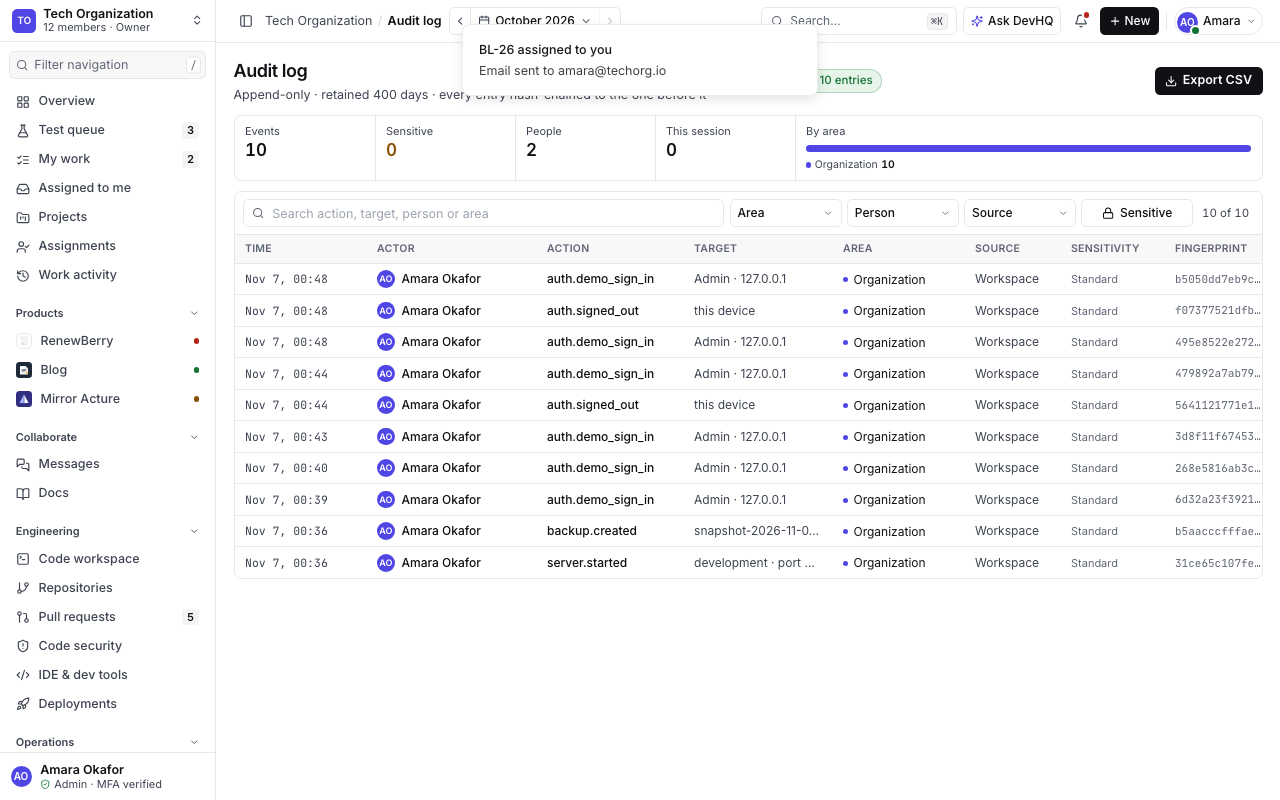 TO
Tech Organization
12 members · Owner
Filter navigation /
Overview
Test queue 3
My work 2
Assigned to me
Projects
Assignments
Work activity
Products
RenewBerry
Blog
Mirror Acture
Collaborate
Messages
Docs
Engineering
Code workspace
Repositories
Pull requests 5
Code security
IDE & dev tools
Deployments
Operations
AO
Amara Okafor
Admin · MFA verified
Tech Organization / Audit log
October 2026
Search... ⌘K
Ask DevHQ
+ New
AO Amara
BL-26 assigned to you
Email sent to amara@techorg.io
Audit log
10 entries
Append-only · retained 400 days · every entry hash-chained to the one before it
Export CSV
Events
10
Sensitive
0
People
2
This session
0
By area
Organization 10
Search action, target, person or area
Area
Person
Source
Sensitive
10 of 10
TIME ACTOR ACTION TARGET AREA SOURCE SENSITIVITY FINGERPRINT
Nov 7, 00:48 AO Amara Okafor auth.demo_sign_in Admin · 127.0.0.1 Organization Workspace Standard b5050dd7eb9c…
Nov 7, 00:48 AO Amara Okafor auth.signed_out this device Organization Workspace Standard f07377521dfb…
Nov 7, 00:48 AO Amara Okafor auth.demo_sign_in Admin · 127.0.0.1 Organization Workspace Standard 495e8522e272…
Nov 7, 00:44 AO Amara Okafor auth.demo_sign_in Admin · 127.0.0.1 Organization Workspace Standard 479892a7ab79…
Nov 7, 00:44 AO Amara Okafor auth.signed_out this device Organization Workspace Standard 5641121771e1…
Nov 7, 00:43 AO Amara Okafor auth.demo_sign_in Admin · 127.0.0.1 Organization Workspace Standard 3d8f11f67453…
Nov 7, 00:40 AO Amara Okafor auth.demo_sign_in Admin · 127.0.0.1 Organization Workspace Standard 268e5816ab3c…
Nov 7, 00:39 AO Amara Okafor auth.demo_sign_in Admin · 127.0.0.1 Organization Workspace Standard 6d32a23f3921…
Nov 7, 00:36 AO Amara Okafor backup.created snapshot-2026-11-0… Organization Workspace Standard b5aacccfffae…
Nov 7, 00:36 AO Amara Okafor server.started development · port … Organization Workspace Standard 31ce65c107fe…